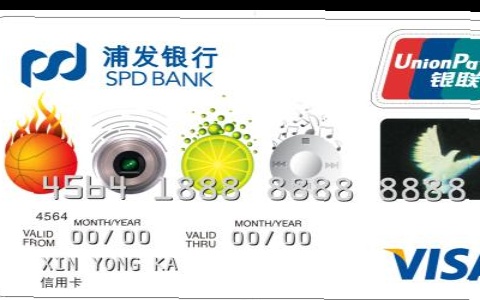 浦发银行
SPD BANK
UnionPa
银联
4564 1888 8888 8888
4564
MONTH/YEAR MONTH/YEAR
VALID FROM 00/00 VALID THRU 00/00
XIN YONG KA
信用卡
VISA